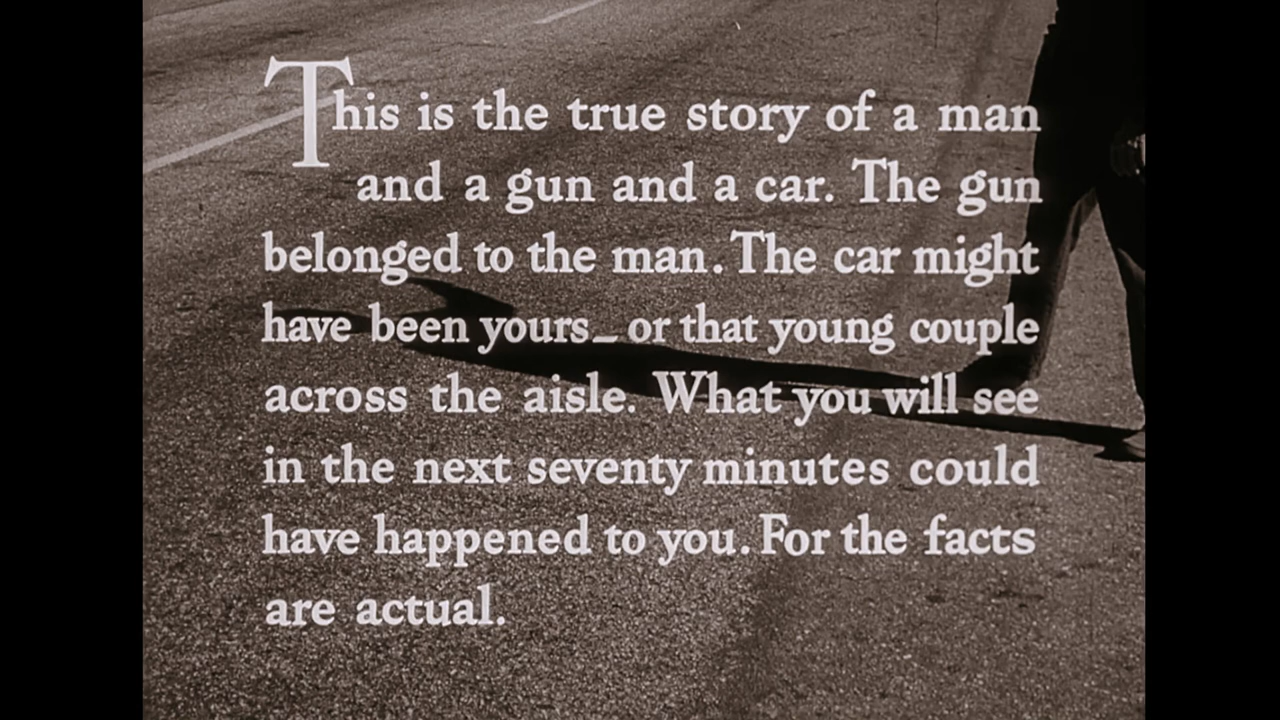 This is the true story of a man
and a gun and a car. The gun
belonged to the man. The car might
have been yours_or that young couple
across the aisle. What you will see
in the next seventy minutes could
have happened to you. For the facts
are actual.